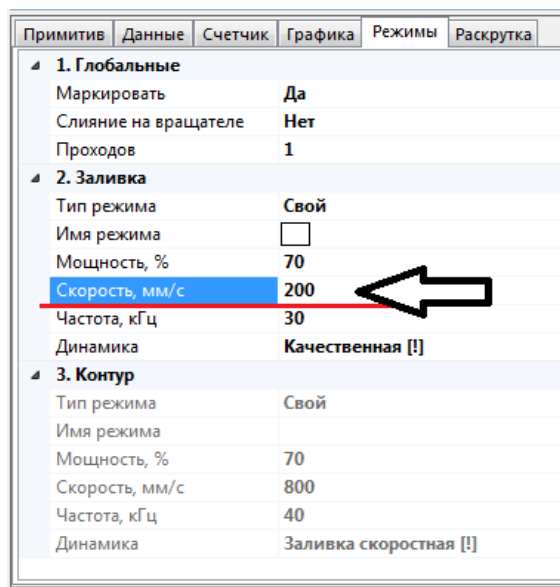 Примитив Данные Счетчик Графика Режимы Раскрутка
1. Глобальные
Маркировать Да
Слияние на вращателе Нет
Проходов 1
2. Заливка
Тип режима Свой
Имя режима
Мощность, % 70
Скорость, мм/с 200
Частота, кГц 30
Динамика Качественная [!]
3. Контур
Тип режима Свой
Имя режима
Мощность, % 70
Скорость, мм/с 800
Частота, кГц 40
Динамика Заливка скоростная [!]